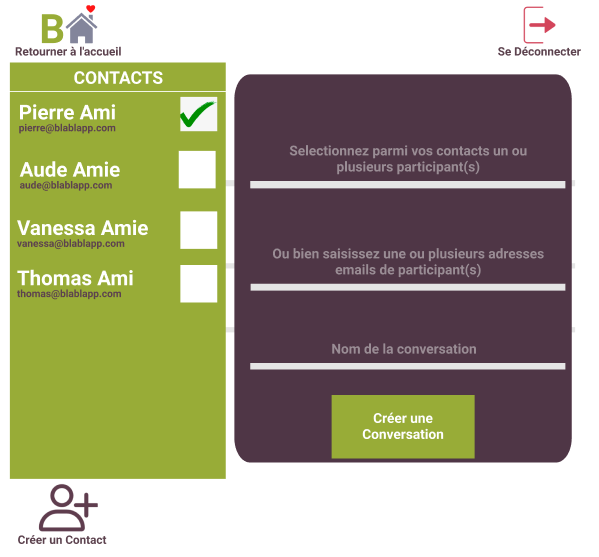 B
Retourner à l'accueil
Se Déconnecter
CONTACTS
Pierre Ami
pierre@blablapp.com
Aude Amie
aude@blablapp.com
Vanessa Amie
vanessa@blablapp.com
Thomas Ami
thomas@blablapp.com
Selectionnez parmi vos contacts un ou
plusieurs participant(s)
Ou bien saisissez une ou plusieurs adresses
emails de participant(s)
Nom de la conversation
Créer une
Conversation
Créer un Contact